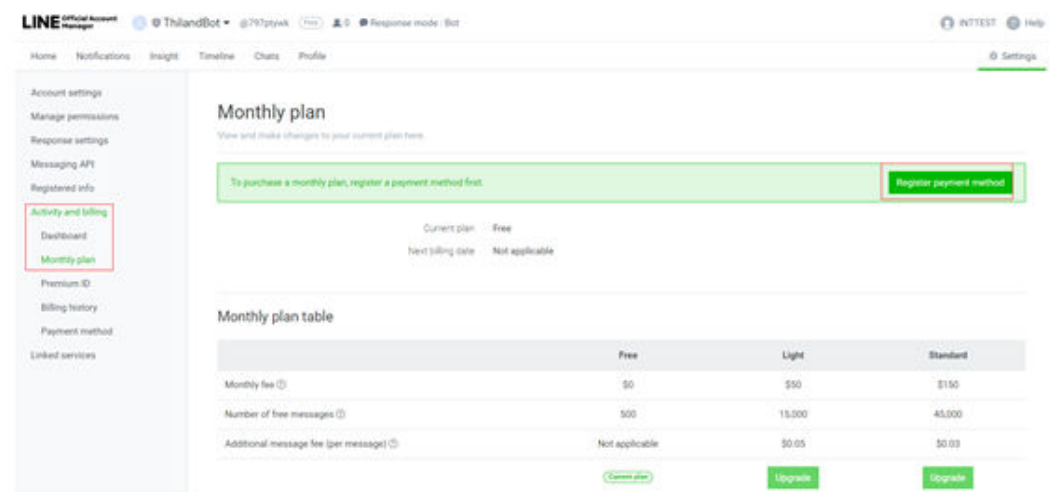 LINE Official Account Manager ThilandBot @797ptywk Free 0 Response mode : Bot INTTEST Help
Home Notifications Insight Timeline Chats Profile Settings
Account settings
Manage permissions
Response settings
Messaging API
Registered info
Activity and billing
Dashboard
Monthly plan
Premium ID
Billing history
Payment method
Linked services
Monthly plan
View and make changes to your current plan here.
To purchase a monthly plan, register a payment method first. Register payment method
Current plan Free
Next billing date Not applicable
Monthly plan table
Free Light Standard
Monthly fee $0 $50 $150
Number of free messages 500 15,000 45,000
Additional message fee (per message) Not applicable $0.05 $0.03
Current plan Upgrade Upgrade